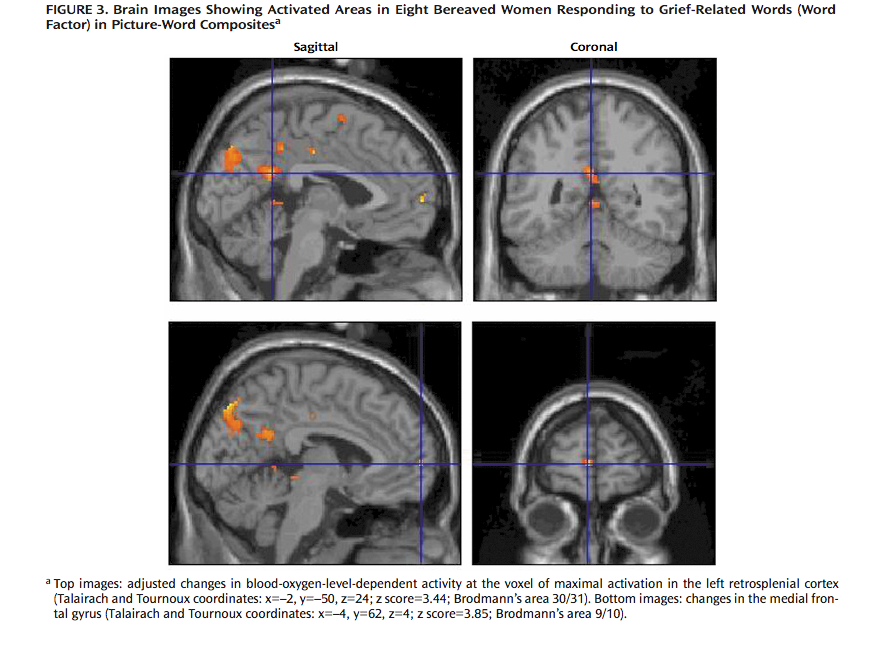 FIGURE 3. Brain Images Showing Activated Areas in Eight Bereaved Women Responding to Grief-Related Words (Word
Factor) in Picture-Word Compositesa
Sagittal
Coronal
a Top images: adjusted changes in blood-oxygen-level-dependent activity at the voxel of maximal activation in the left retrosplenial cortex
(Talairach and Tournoux coordinates: x=–2, y=–50, z=24; z score=3.44; Brodmann's area 30/31). Bottom images: changes in the medial fron-
tal gyrus (Talairach and Tournoux coordinates: x=–4, y=62, z=4; z score=3.85; Brodmann's area 9/10).